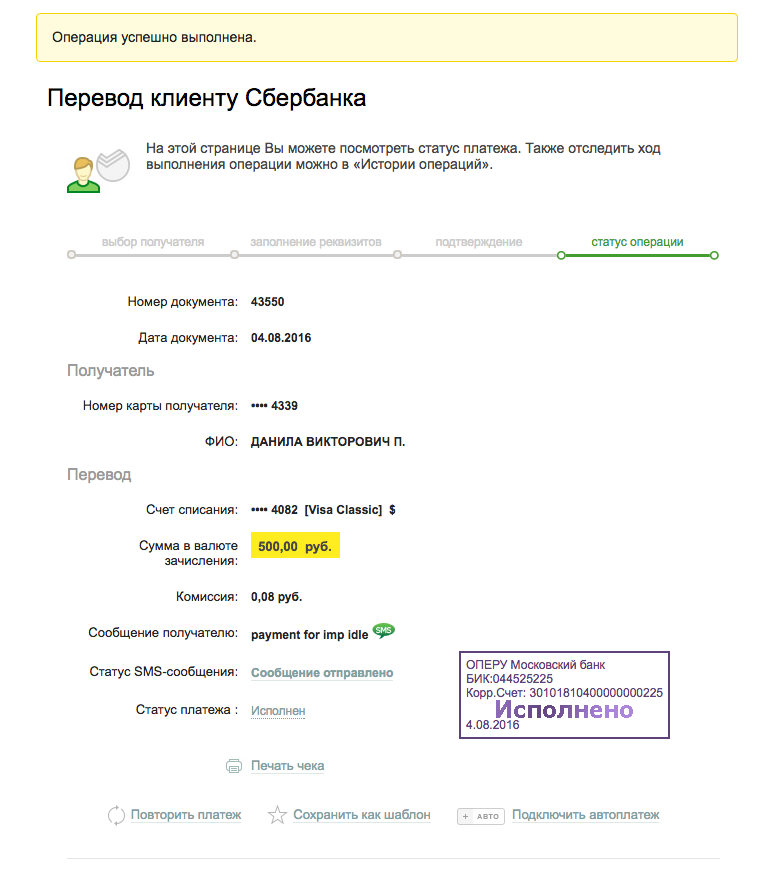 Операция успешно выполнена.
Перевод клиенту Сбербанка
На этой странице Вы можете посмотреть статус платежа. Также отследить ход
выполнения операции можно в «Истории операций».
выбор получателя заполнение реквизитов подтверждение статус операции
Номер документа: 43550
Дата документа: 04.08.2016
Получатель
Номер карты получателя: •••• 4339
ФИО: ДАНИЛА ВИКТОРОВИЧ П.
Перевод
Счет списания: •••• 4082 [Visa Classic] $
Сумма в валюте
зачисления: 500,00 руб.
Комиссия: 0,08 руб.
Сообщение получателю: payment for imp idle SMS
Статус SMS-сообщения: Сообщение отправлено
Статус платежа : Исполнен
ОПЕРУ Московский банк
БИК:044525225
Корр.Счет: 30101810400000000225
Исполнено
4.08.2016
Печать чека
Повторить платеж Сохранить как шаблон + АВТО Подключить автоплатеж